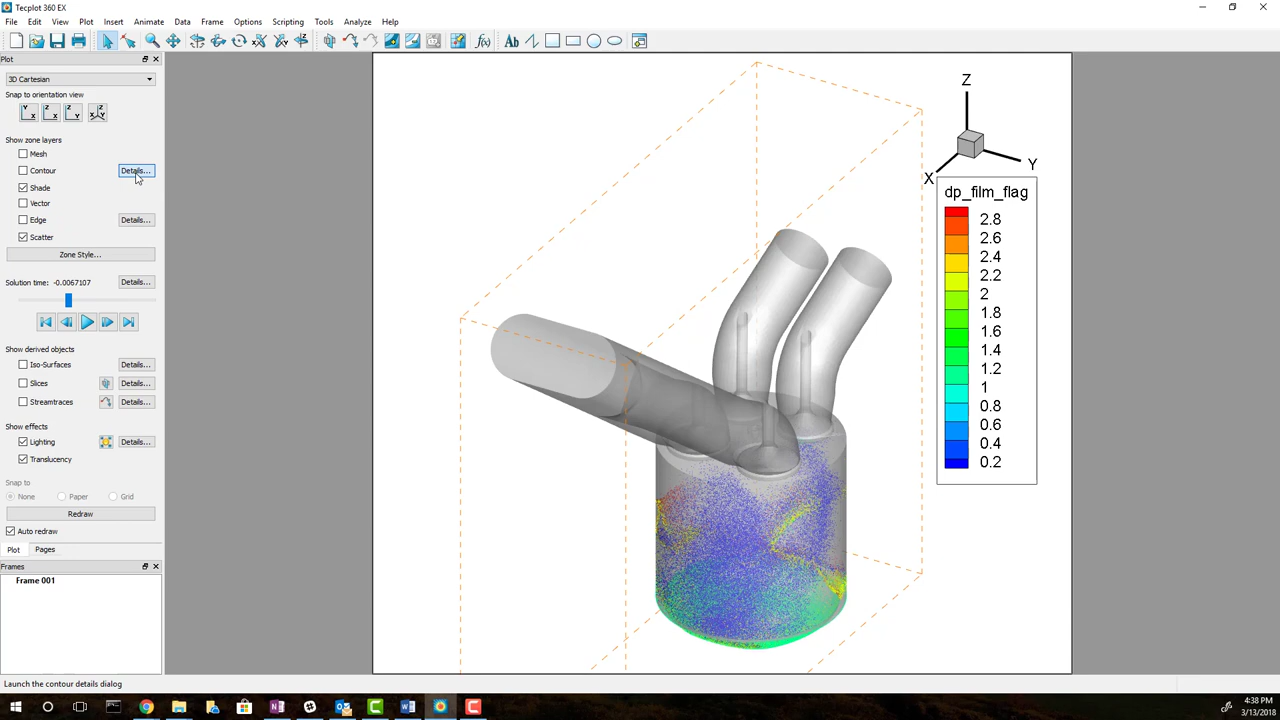 Tecplot 360 EX
File Edit View Plot Insert Animate Data Frame Options Scripting Tools Analyze Help
Ab
Plot
3D Cartesian
Snap to orientation view
Show zone layers
Mesh
Contour Details...
Shade
Vector
Edge Details...
Scatter
Zone Style...
Solution time: -0.0067107 Details...
Show derived objects
Iso-Surfaces Details...
Slices Details...
Streamtraces Details...
Show effects
Lighting Details...
Translucency
Snap to
None Paper Grid
Redraw
Auto redraw
Plot Pages
Frames
Frame 001
Z
Y
X
dp_film_flag
2.8
2.6
2.4
2.2
2
1.8
1.6
1.4
1.2
1
0.8
0.6
0.4
0.2
Launch the contour details dialog
4:38 PM
3/13/2018